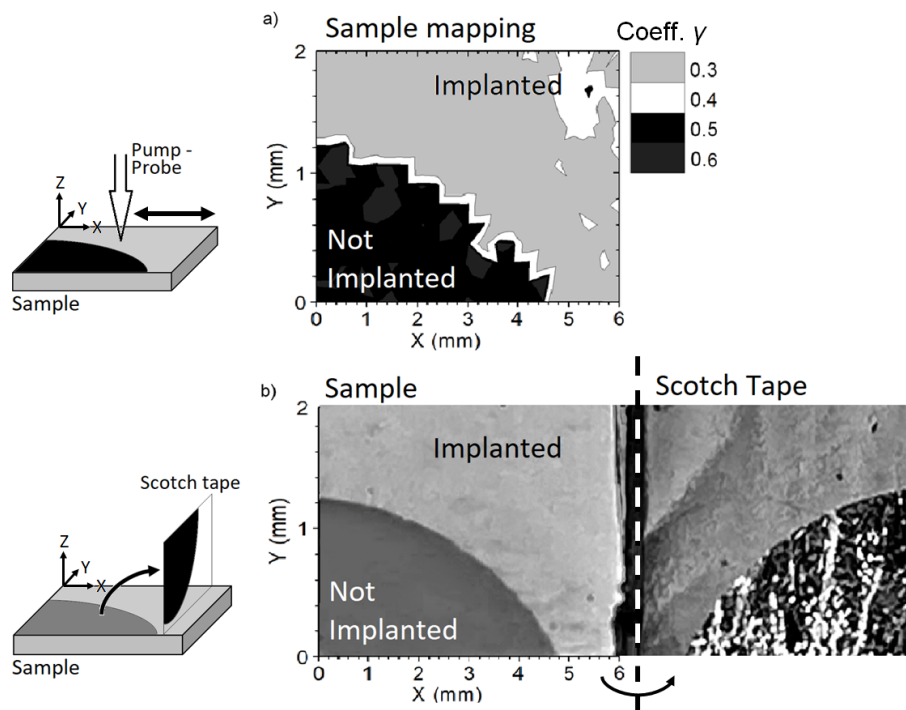 a)
Sample mapping
Coeff. γ
Implanted
Not
Implanted
2
1
0
Y (mm)
0 1 2 3 4 5 6
X (mm)
0.3
0.4
0.5
0.6
Pump -
Probe
Z
Y
X
Sample
b)
Sample
Scotch Tape
Implanted
Not
Implanted
2
1
0
Y (mm)
0 1 2 3 4 5 6
X (mm)
Scotch tape
Z
Y
X
Sample